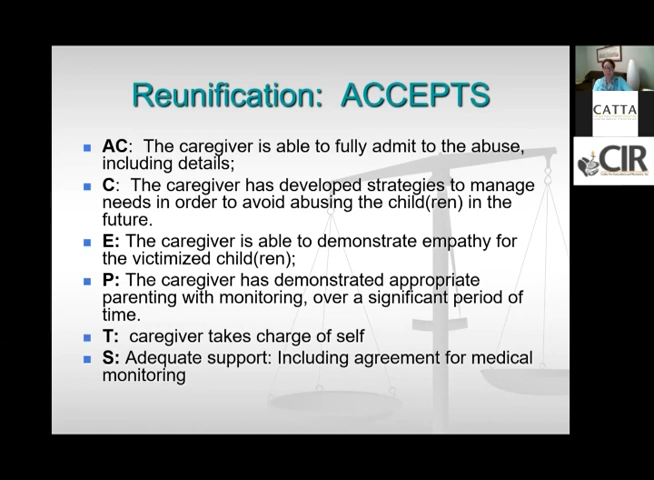 Reunification: ACCEPTS
AC: The caregiver is able to fully admit to the abuse,
including details;
C: The caregiver has developed strategies to manage
needs in order to avoid abusing the child(ren) in the
future.
E: The caregiver is able to demonstrate empathy for
the victimized child(ren);
P: The caregiver has demonstrated appropriate
parenting with monitoring, over a significant period of
time.
T: caregiver takes charge of self
S: Adequate support: Including agreement for medical
monitoring
CATTA
CIR